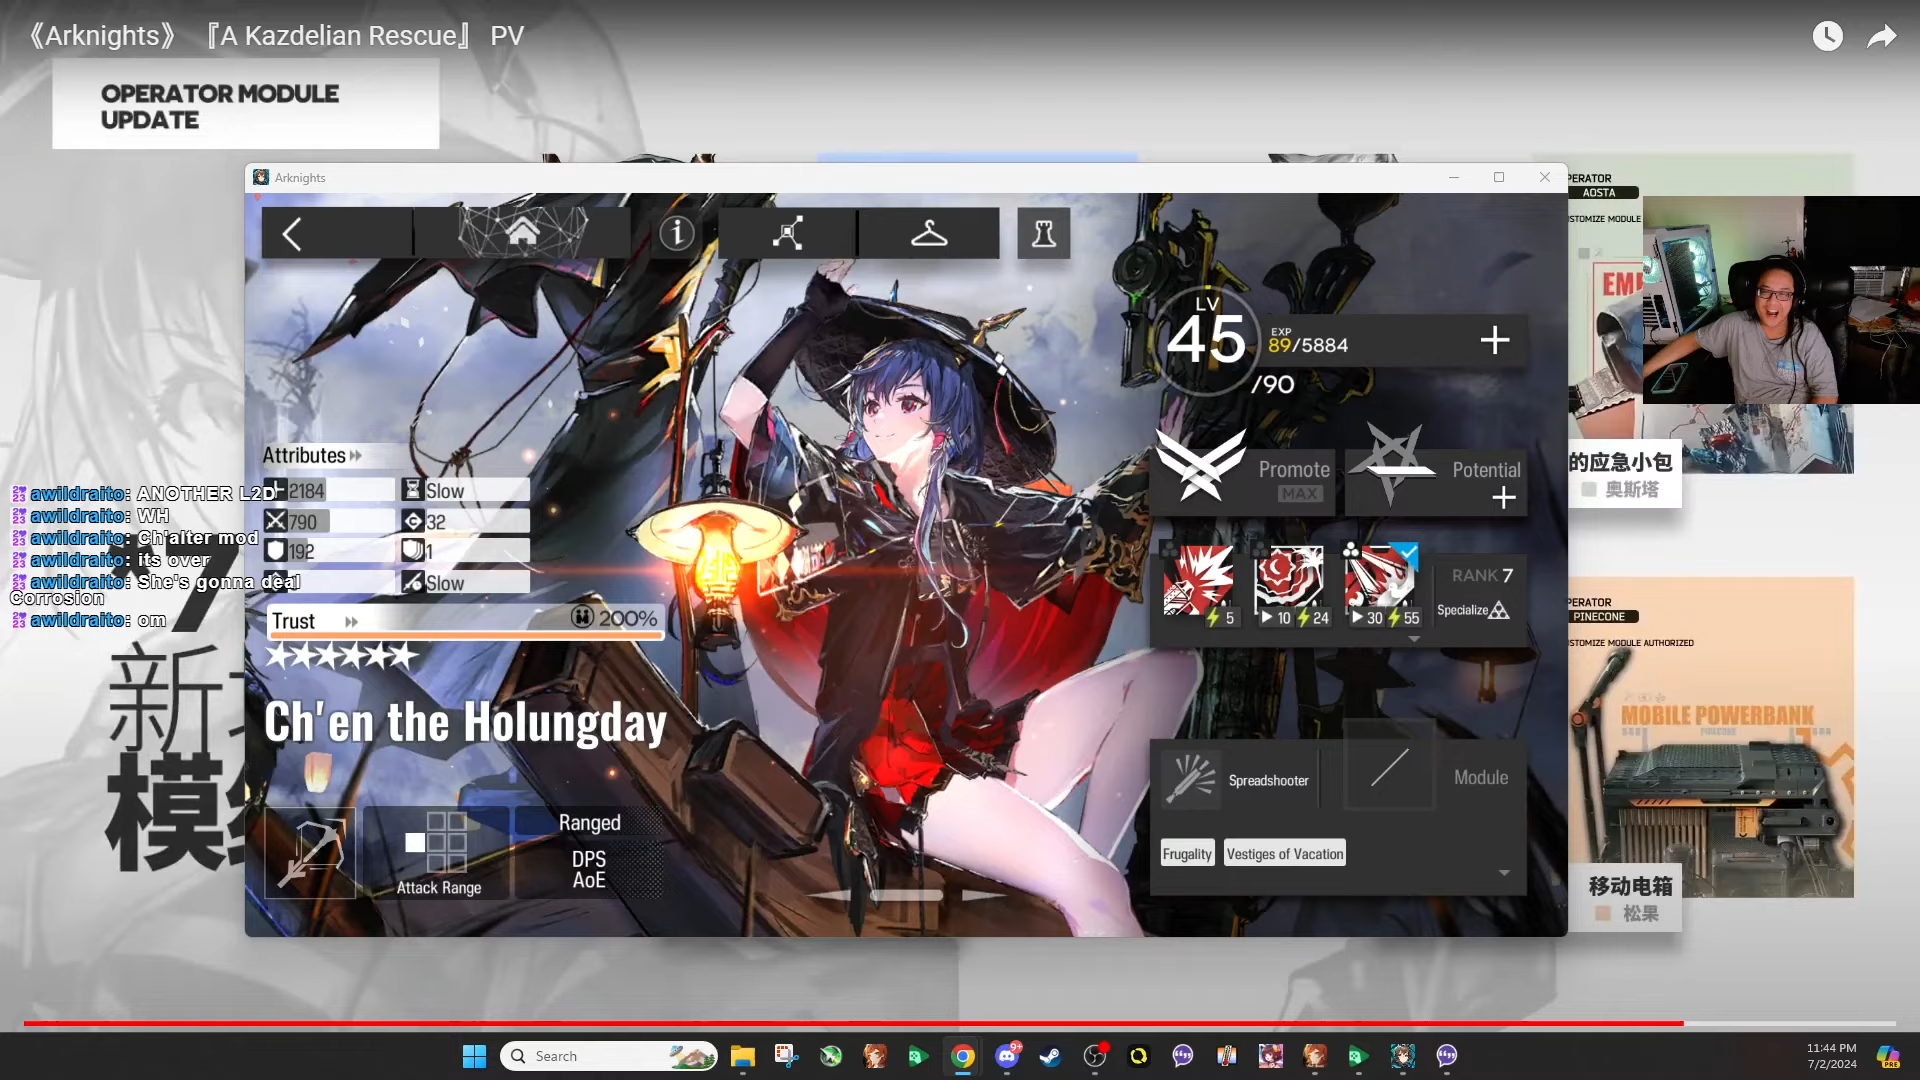 《Arknights》 『A Kazdelian Rescue』 PV
OPERATOR MODULE
UPDATE
Arknights
LV
45
EXP
89/5884
/90
Promote
MAX
Potential
Attributes
2184
Slow
790
32
192
1
Slow
Trust
200%
awildraito: ANOTHER L2D
awildraito: WH
awildraito: Ch'alter mod
awildraito: its over
awildraito: She's gonna deal
Corrosion
awildraito: om
5
10
24
30
55
RANK 7
Specialize
Ch'en the Holungday
Attack Range
Ranged
DPS
AoE
Spreadshooter
Module
Frugality
Vestiges of Vacation
新
模
PERATOR
AOSTA
STOMIZE MODULE
EM
的应急小包
奥斯塔
PERATOR
PINECONE
STOMIZE MODULE AUTHORIZED
MOBILE POWERBANK
移动电箱
松果
Search
9+
11:44 PM
7/2/2024
PRE